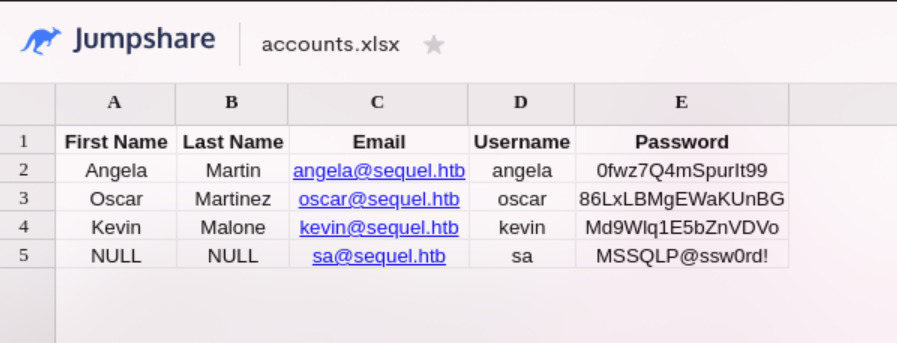 Jumpshare accounts.xlsx
A B C D E
1 First Name Last Name Email Username Password
2 Angela Martin angela@sequel.htb angela 0fwz7Q4mSpurIt99
3 Oscar Martinez oscar@sequel.htb oscar 86LxLBMgEWaKUnBG
4 Kevin Malone kevin@sequel.htb kevin Md9Wlq1E5bZnVDVo
5 NULL NULL sa@sequel.htb sa MSSQLP@ssw0rd!